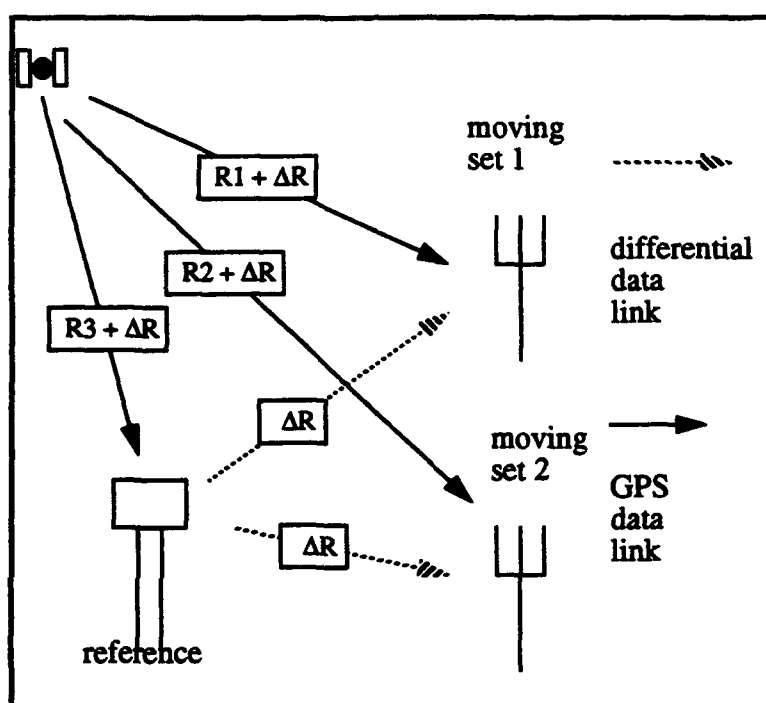 moving
set 1
R1 + ΔR
R2 + ΔR
differential
data
link
R3 + ΔR
ΔR
moving
set 2
GPS
data
link
ΔR
reference